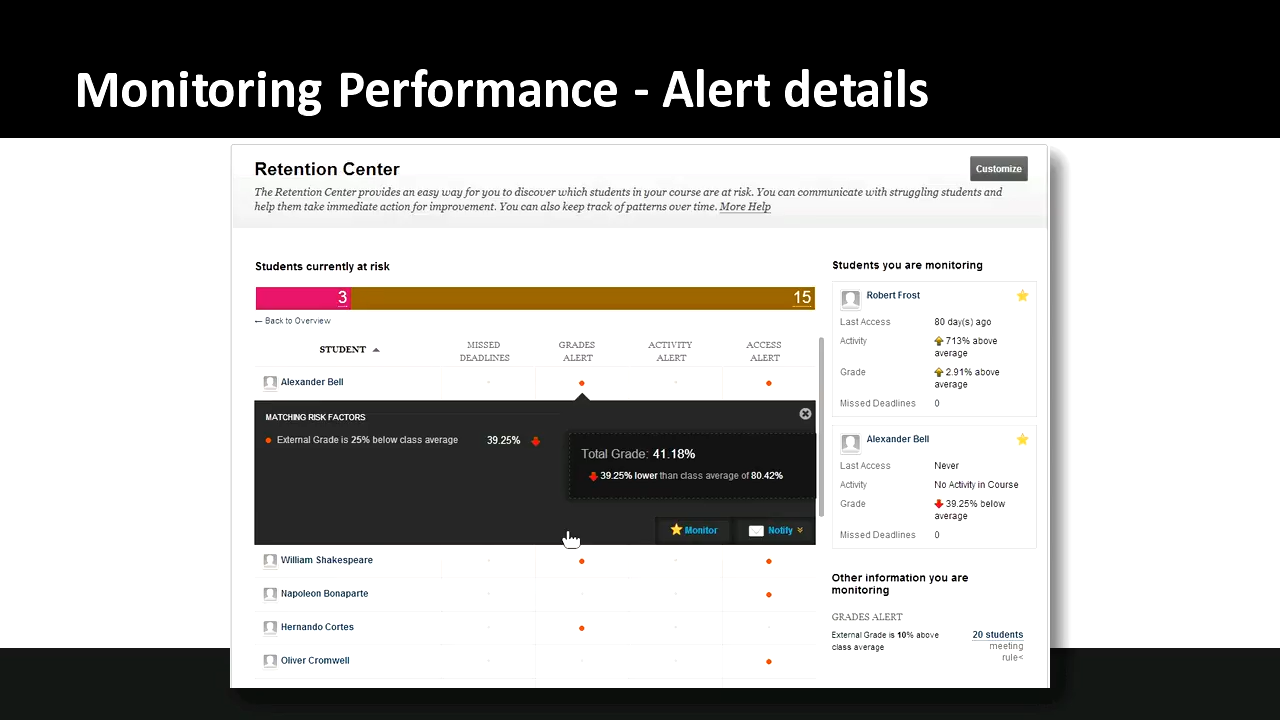 Monitoring Performance - Alert details
Retention Center
Customize
The Retention Center provides an easy way for you to discover which students in your course are at risk. You can communicate with struggling students and
help them take immediate action for improvement. You can also keep track of patterns over time. More Help
Students currently at risk
3
15
← Back to Overview
STUDENT
MISSED
DEADLINES
GRADES
ALERT
ACTIVITY
ALERT
ACCESS
ALERT
Alexander Bell
MATCHING RISK FACTORS
External Grade is 25% below class average 39.25%
Total Grade: 41.18%
39.25% lower than class average of 80.42%
Monitor
Notify
William Shakespeare
Napoleon Bonaparte
Hernando Cortes
Oliver Cromwell
Students you are monitoring
Robert Frost
Last Access 80 day(s) ago
Activity 713% above
average
Grade 2.91% above
average
Missed Deadlines 0
Alexander Bell
Last Access Never
Activity No Activity in Course
Grade 39.25% below
average
Missed Deadlines 0
Other information you are
monitoring
GRADES ALERT
External Grade is 10% above
class average
20 students
meeting
rule<